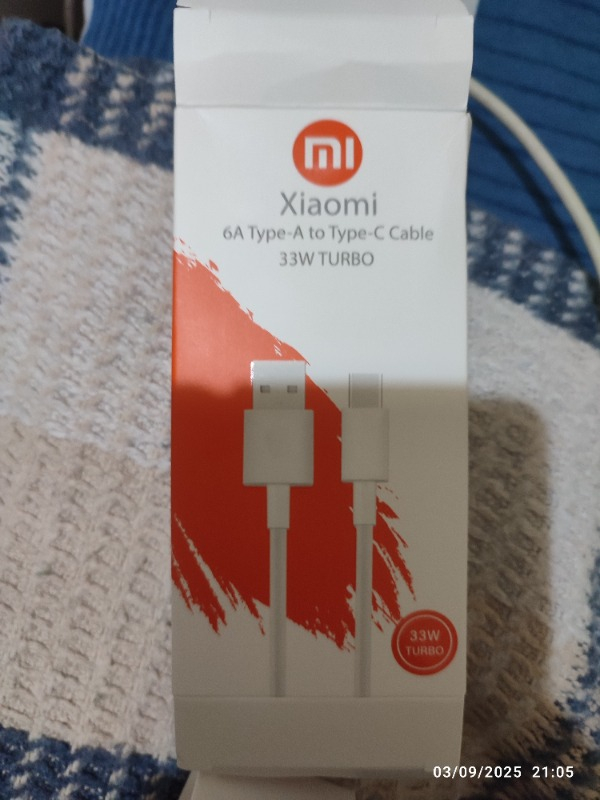 mi
Xiaomi
6A Type-A to Type-C Cable
33W TURBO
33W
TURBO
03/09/2025 21:05